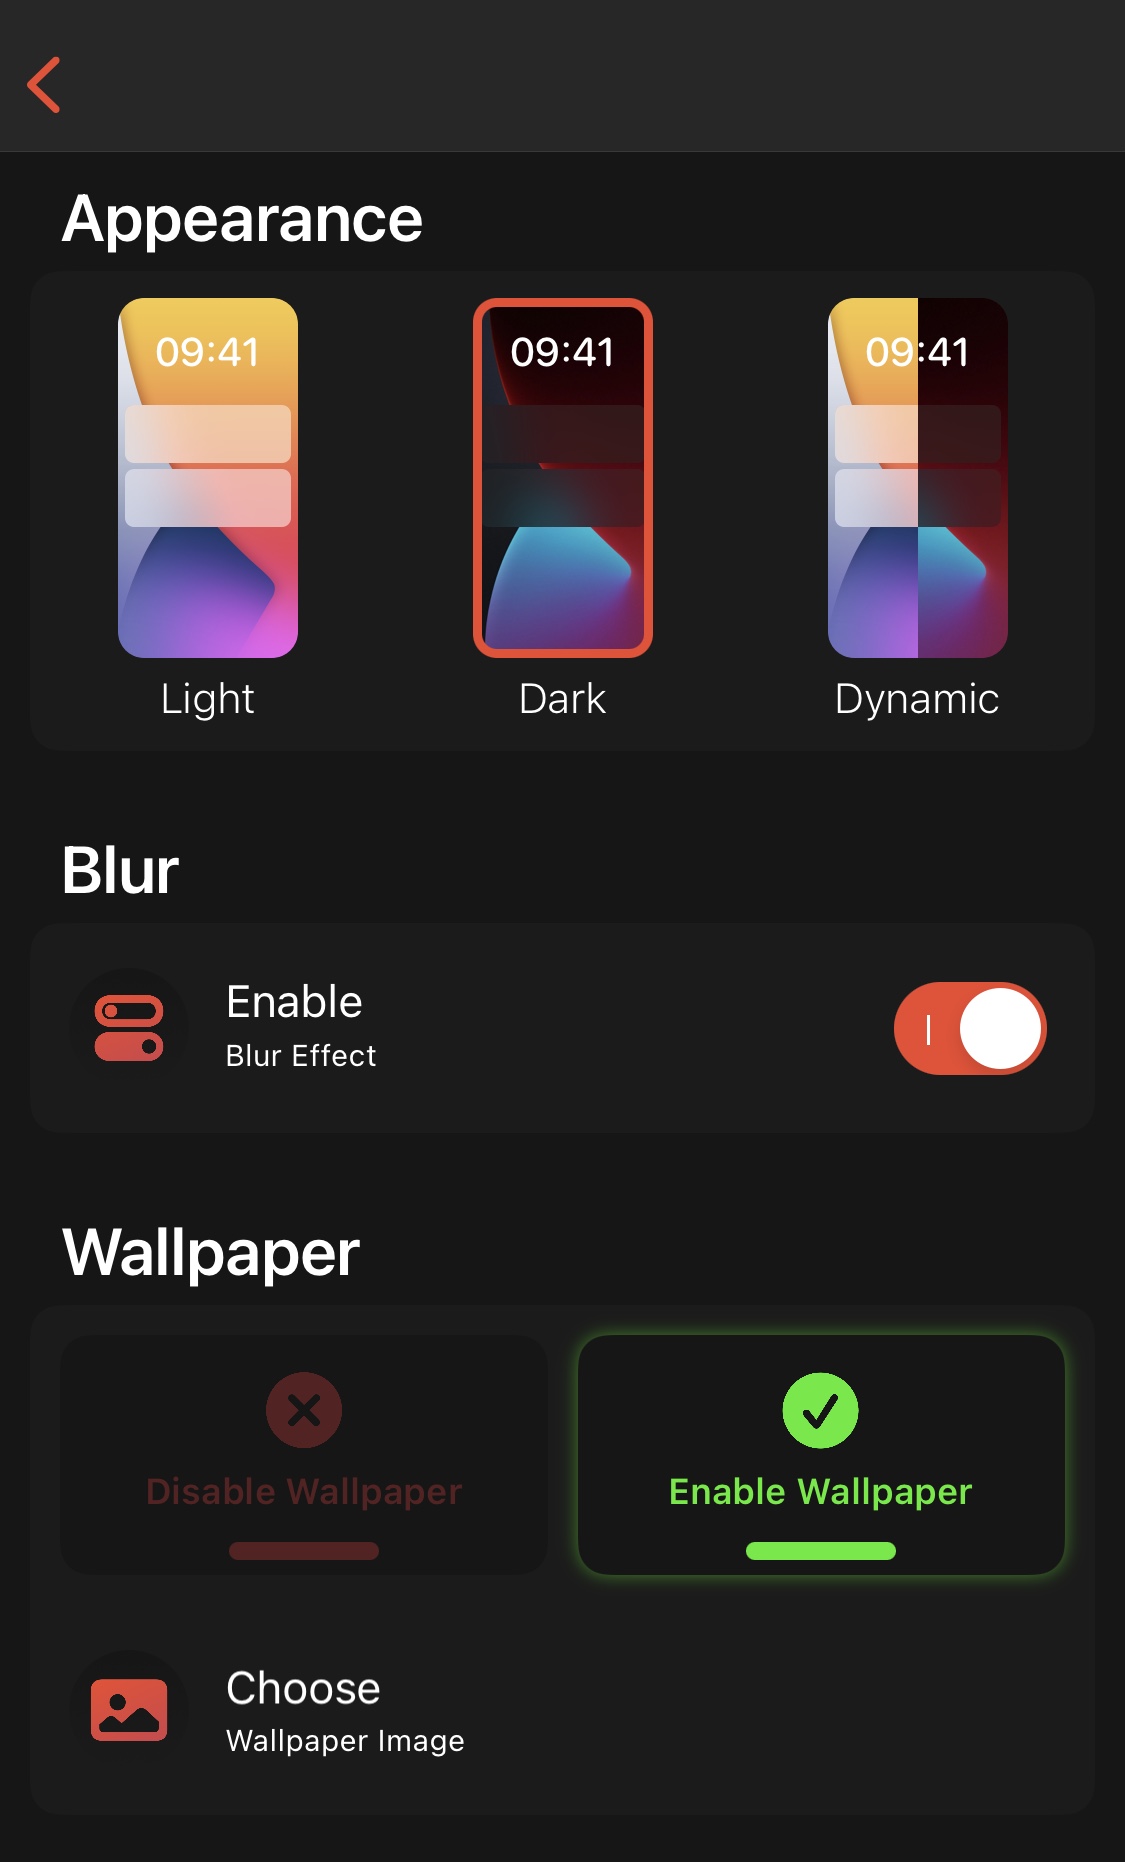 Appearance
09:41
09:41
09:41
Light
Dark
Dynamic
Blur
Enable
Blur Effect
Wallpaper
Disable Wallpaper
Enable Wallpaper
Choose
Wallpaper Image